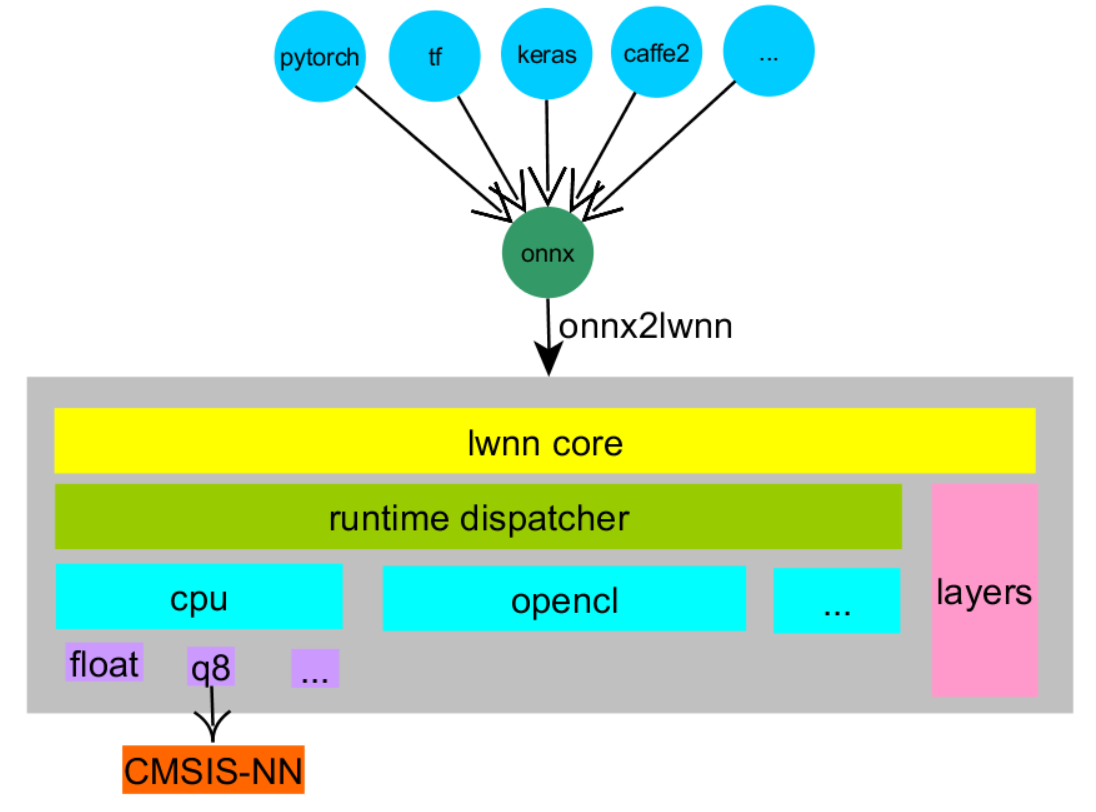 pytorch
tf
keras
caffe2
...
onnx
onnx2lwnn
lwnn core
runtime dispatcher
layers
cpu
opencl
...
float
q8
...
CMSIS-NN